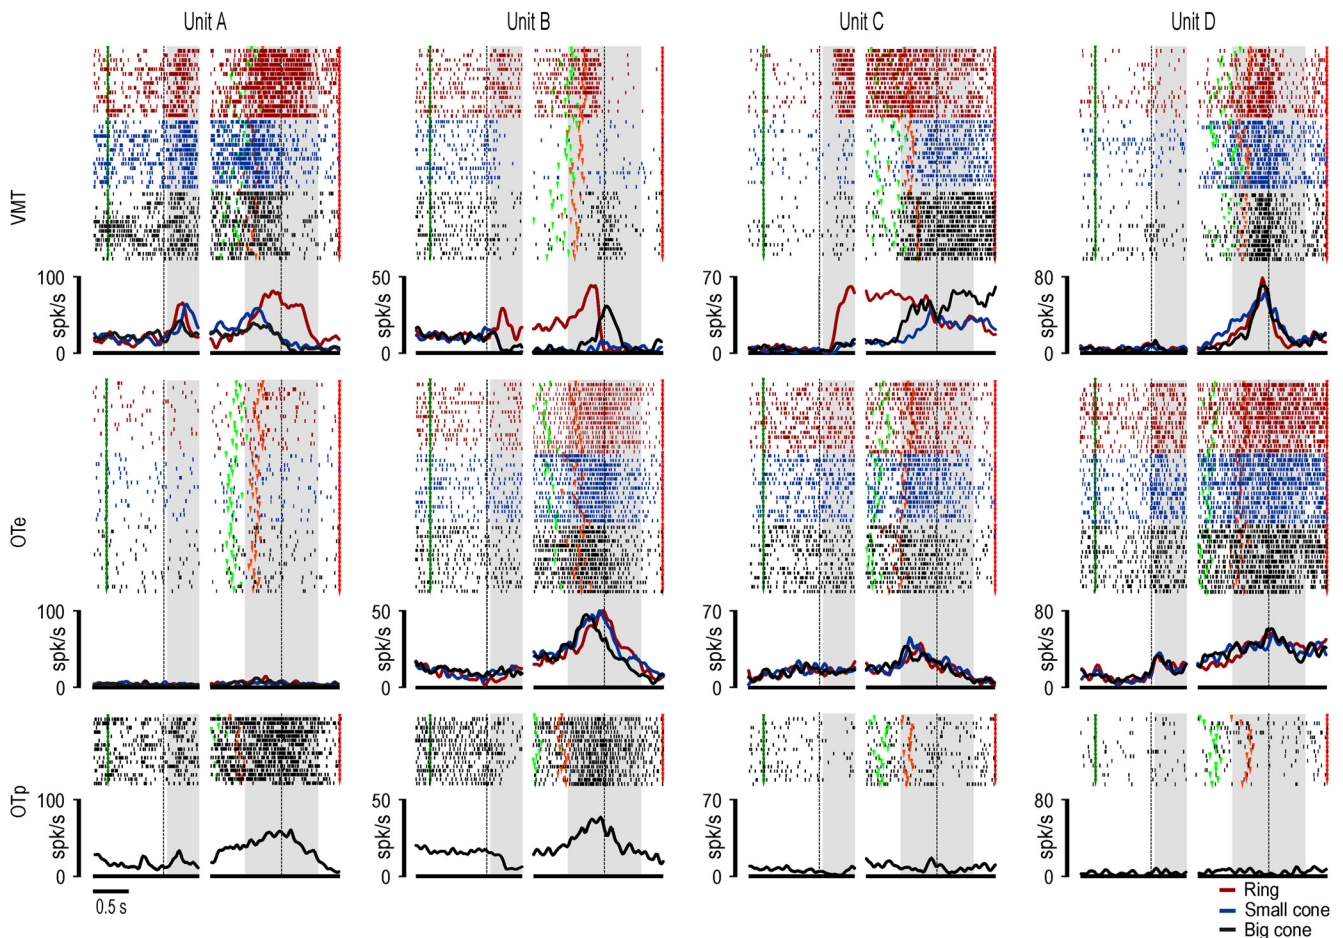 Unit A Unit B Unit C Unit D
VMT
100 50 70 80
spk/s spk/s spk/s spk/s
0 0 0 0
OTe
100 50 70 80
spk/s spk/s spk/s spk/s
0 0 0 0
OTp
100 50 70 80
spk/s spk/s spk/s spk/s
0 0 0 0
0.5 s
Ring
Small cone
Big cone